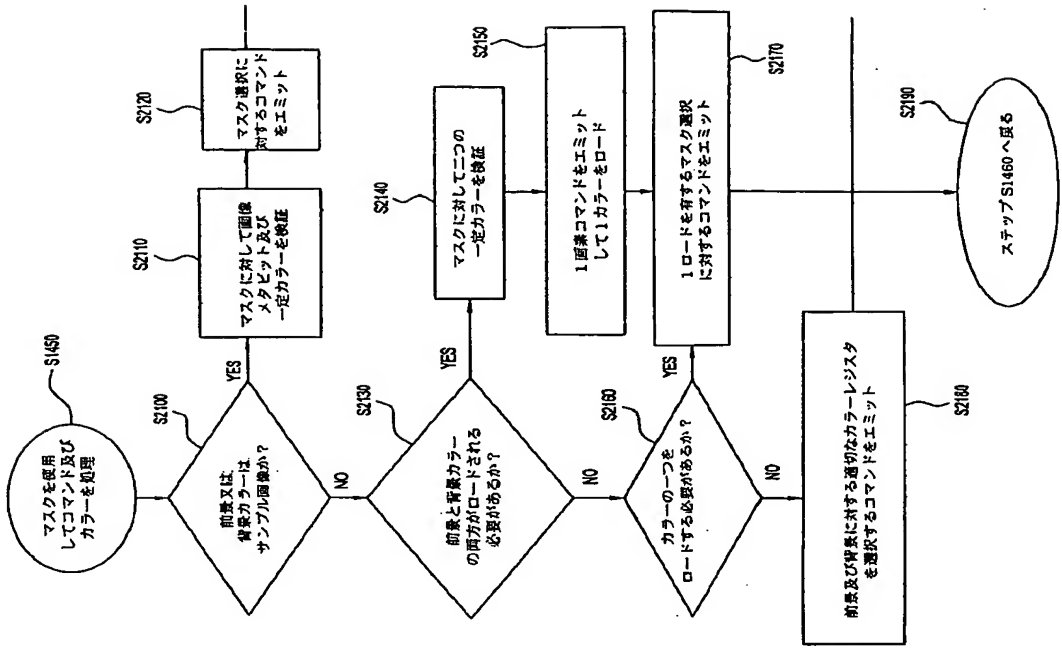 マスクを使用
してコマンド及び
カラーを処理
S1450
前景又は
背景カラーは
サンプル画像か？
S2100
YES
マスクに対して画像
メタビット及び
一定カラーを検証
S2110
マスク選択に
対するコマンド
をエミット
S2120
NO
前景と背景カラー
の両方がロードされる
必要があるか？
S2130
YES
マスクに対して二つの
一定カラーを検証
S2140
1画素コマンドをエミット
して1カラーをロード
S2150
NO
カラーの一つを
ロードする必要があるか？
S2160
YES
1ロードを有するマスク選択
に対するコマンドをエミット
S2170
NO
前景及び背景に対する適切なカラーレジスタ
を選択するコマンドをエミット
S2180
ステップS1460へ戻る
S2190